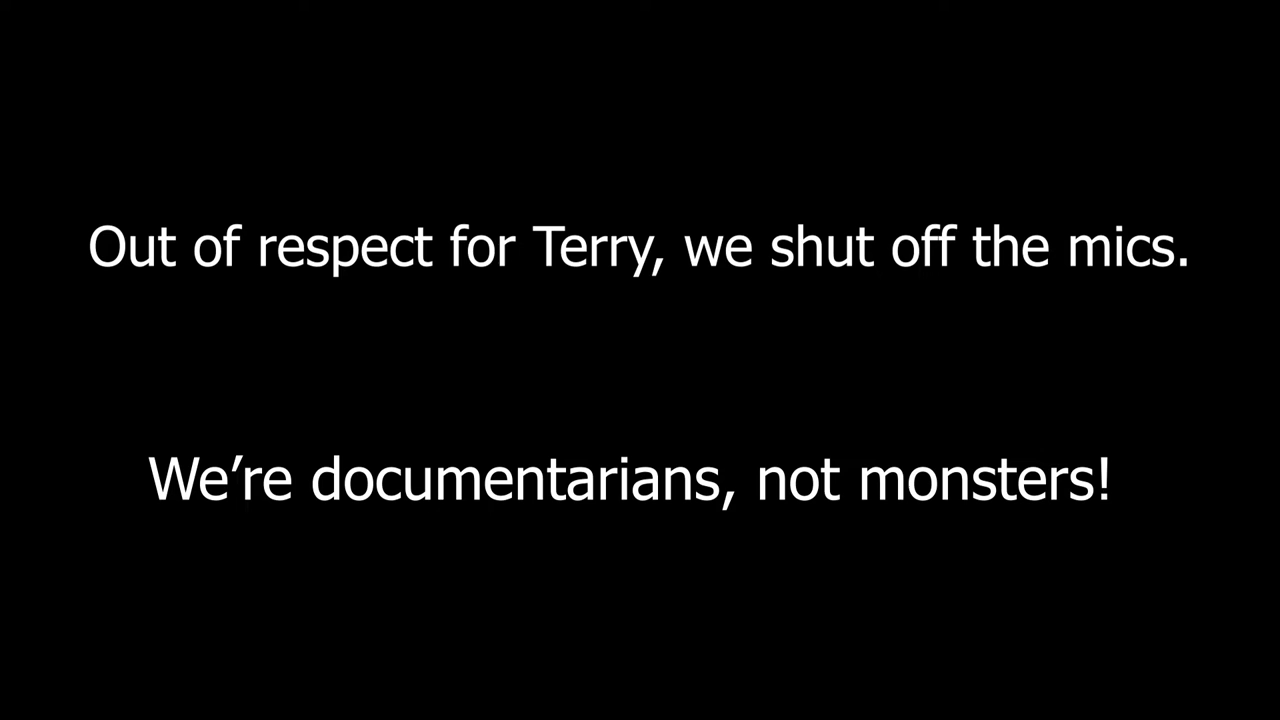 Out of respect for Terry, we shut off the mics.
We’re documentarians, not monsters!